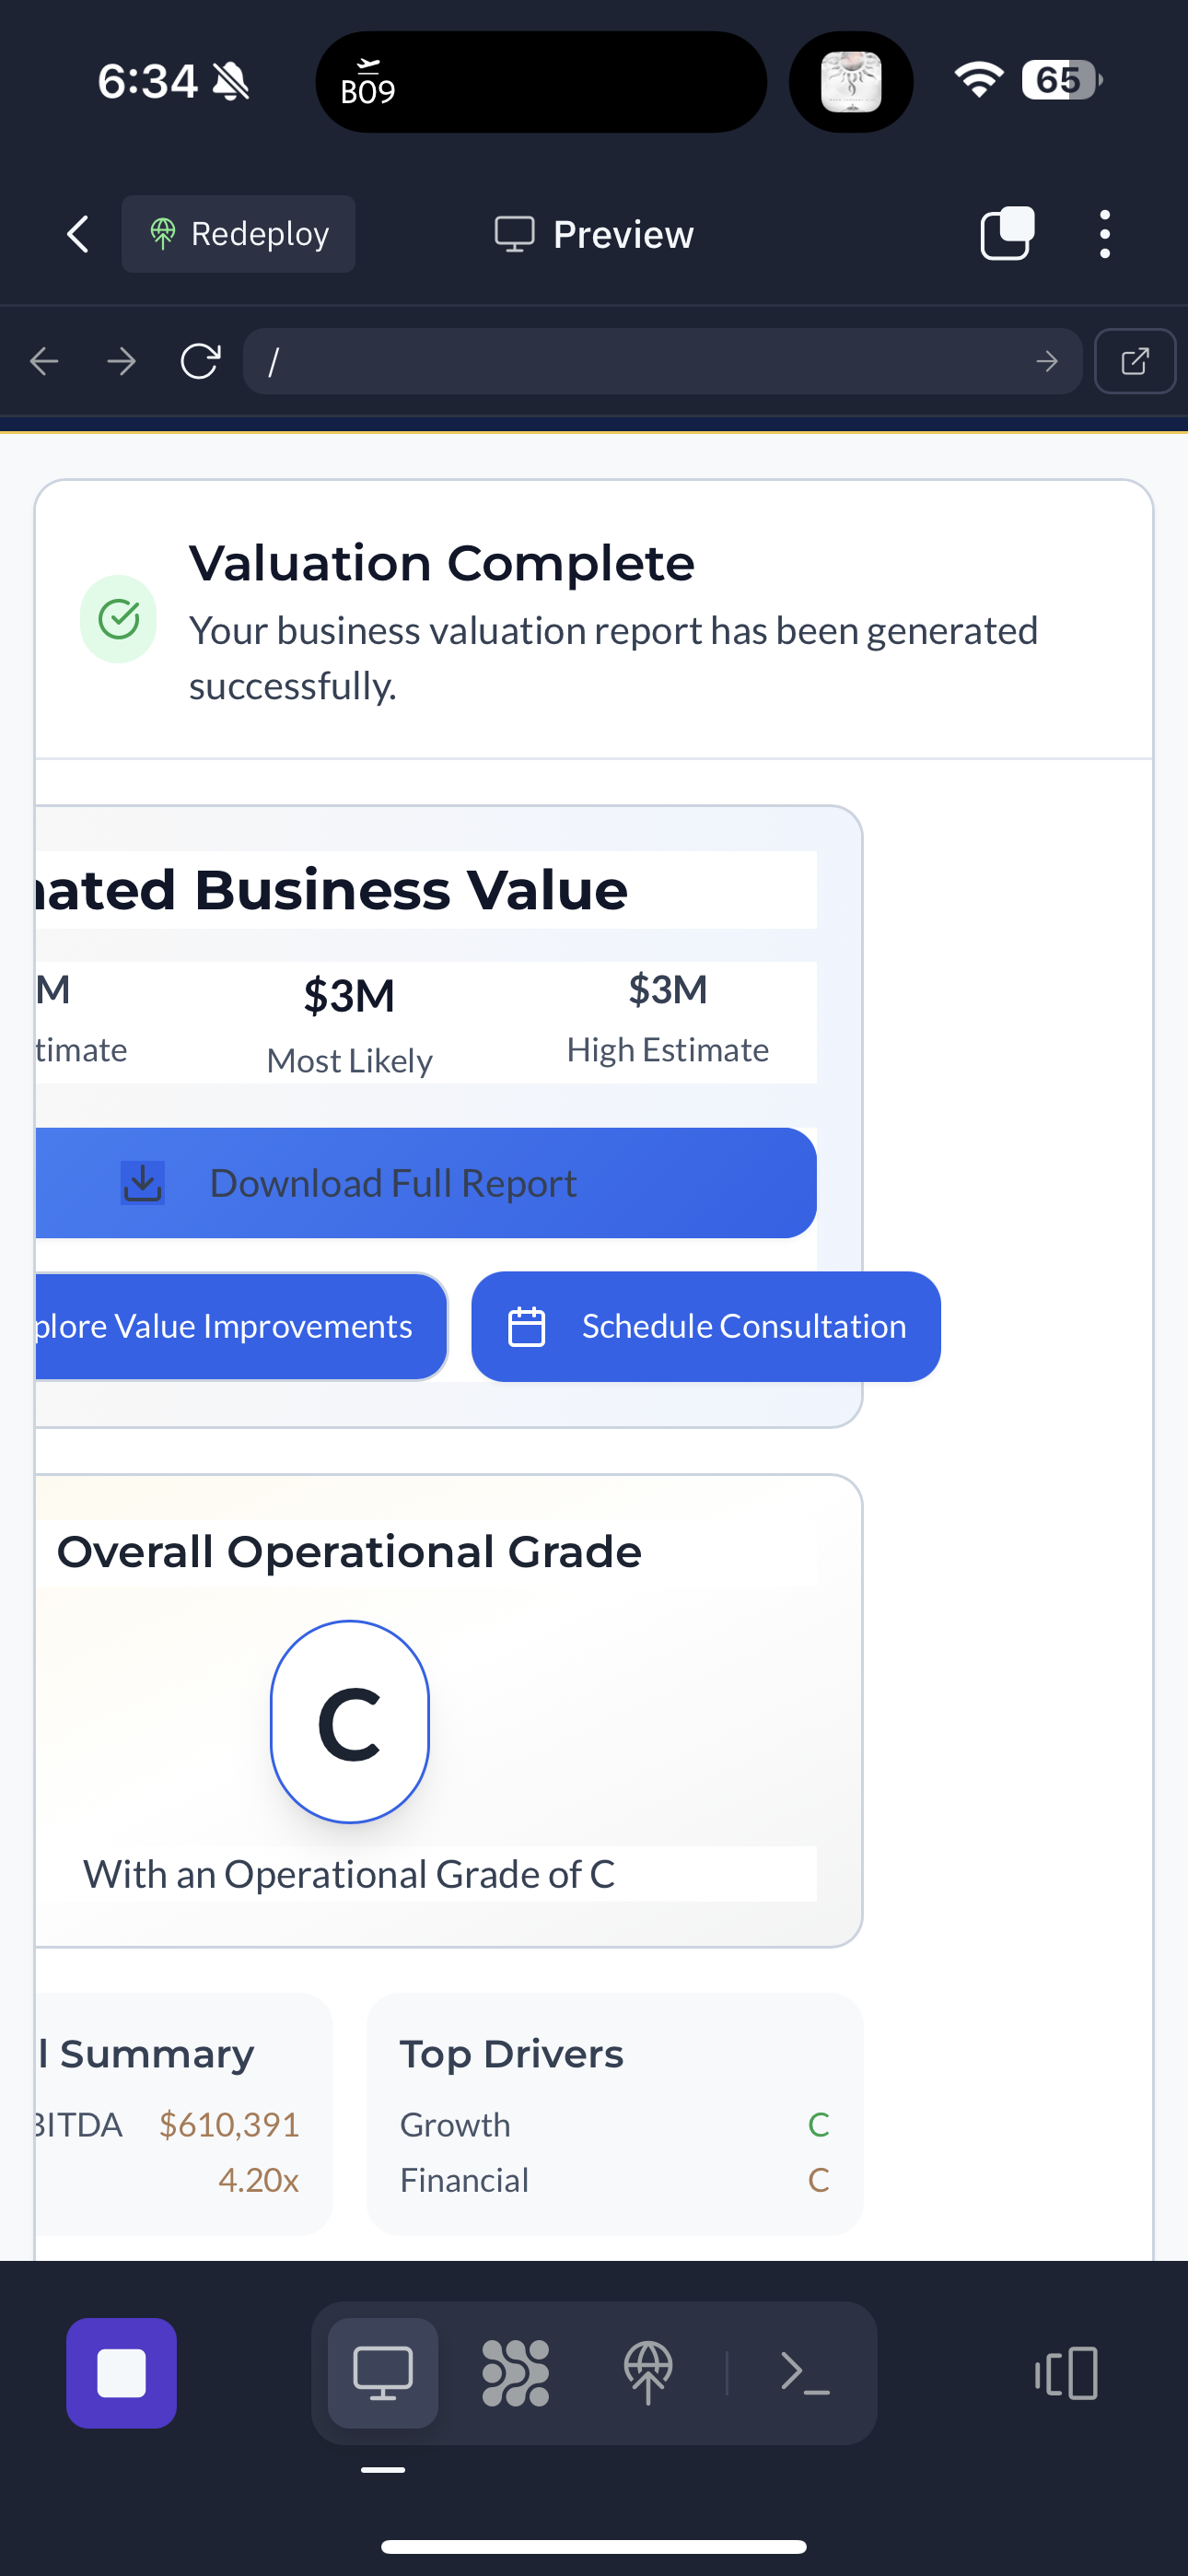 6:34
B09
65
Redeploy
Preview
/
Valuation Complete
Your business valuation report has been generated
successfully.
ated Business Value
M $3M $3M
timate Most Likely High Estimate
Download Full Report
plore Value Improvements Schedule Consultation
Overall Operational Grade
C
With an Operational Grade of C
l Summary Top Drivers
BITDA $610,391 Growth C
4.20x Financial C